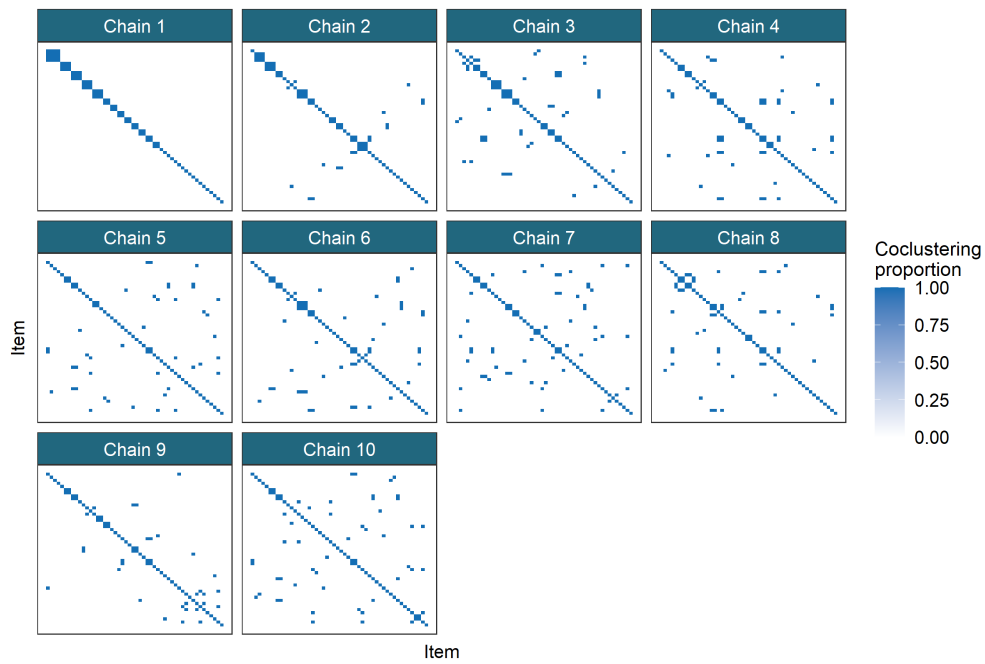 Chain 1
Chain 2
Chain 3
Chain 4
Chain 5
Chain 6
Chain 7
Chain 8
Chain 9
Chain 10
Item
Item
Coclustering
proportion
1.00
0.75
0.50
0.25
0.00